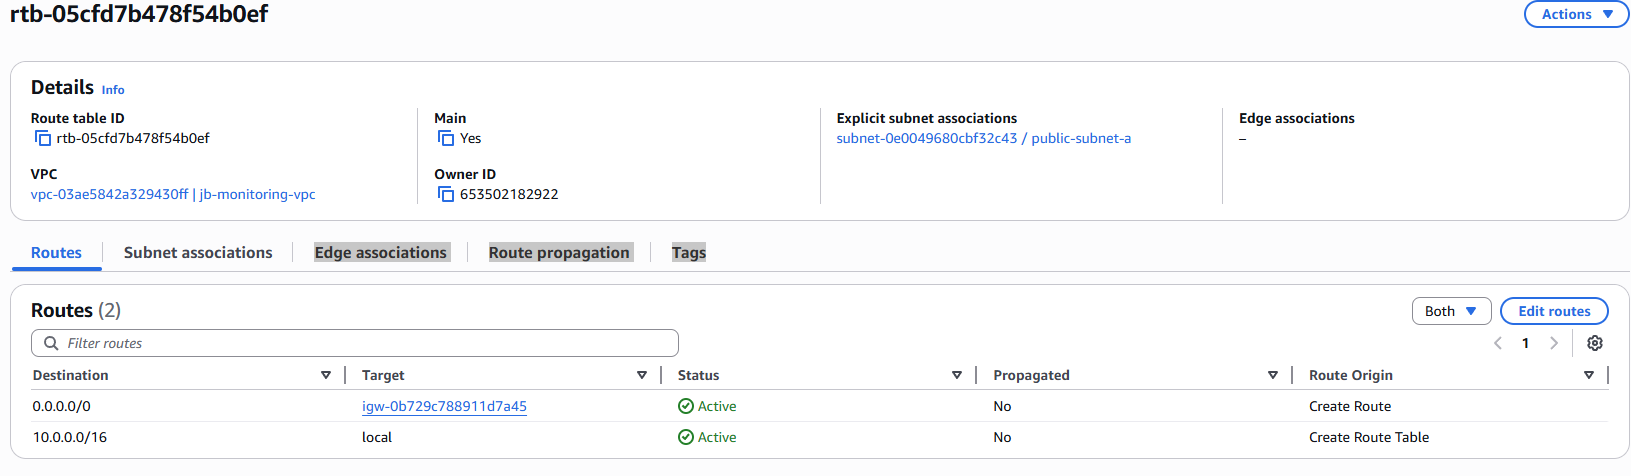 rtb-05cfd7b478f54b0ef
Actions
Details Info
Route table ID
rtb-05cfd7b478f54b0ef
Main
Yes
Explicit subnet associations
subnet-0e0049680cbf32c43 / public-subnet-a
Edge associations
–
VPC
vpc-03ae5842a329430ff | jb-monitoring-vpc
Owner ID
653502182922
Routes Subnet associations Edge associations Route propagation Tags
Routes (2)
Both Edit routes
Filter routes
1
Destination Target Status Propagated Route Origin
0.0.0.0/0 igw-0b729c788911d7a45 Active No Create Route
10.0.0.0/16 local Active No Create Route Table